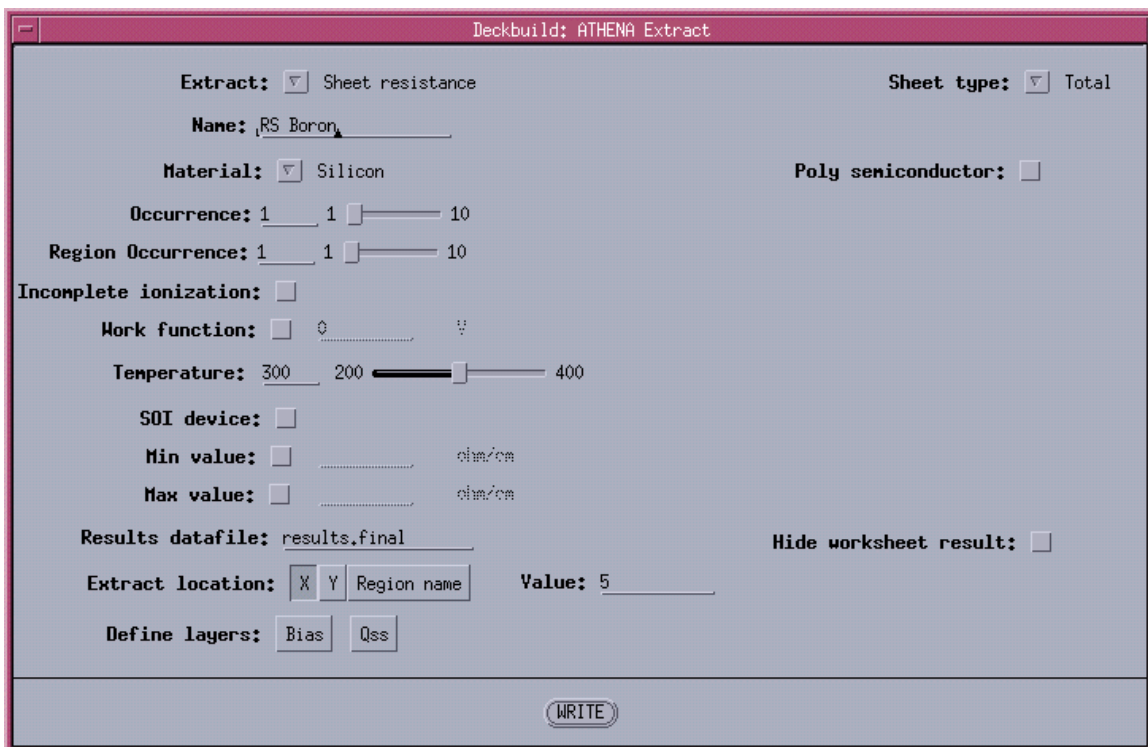 Deckbuild: ATHENA Extract
Extract: Sheet resistance Sheet type: Total
Name: RS Boron
Material: Silicon Poly semiconductor:
Occurrence: 1 1 10
Region Occurrence: 1 1 10
Incomplete ionization:
Work function: 0 V
Temperature: 300 200 400
SOI device:
Min value: ohm/cm
Max value: ohm/cm
Results datafile: results.final Hide worksheet result:
Extract location: X Y Region name Value: 5
Define layers: Bias Qss
WRITE